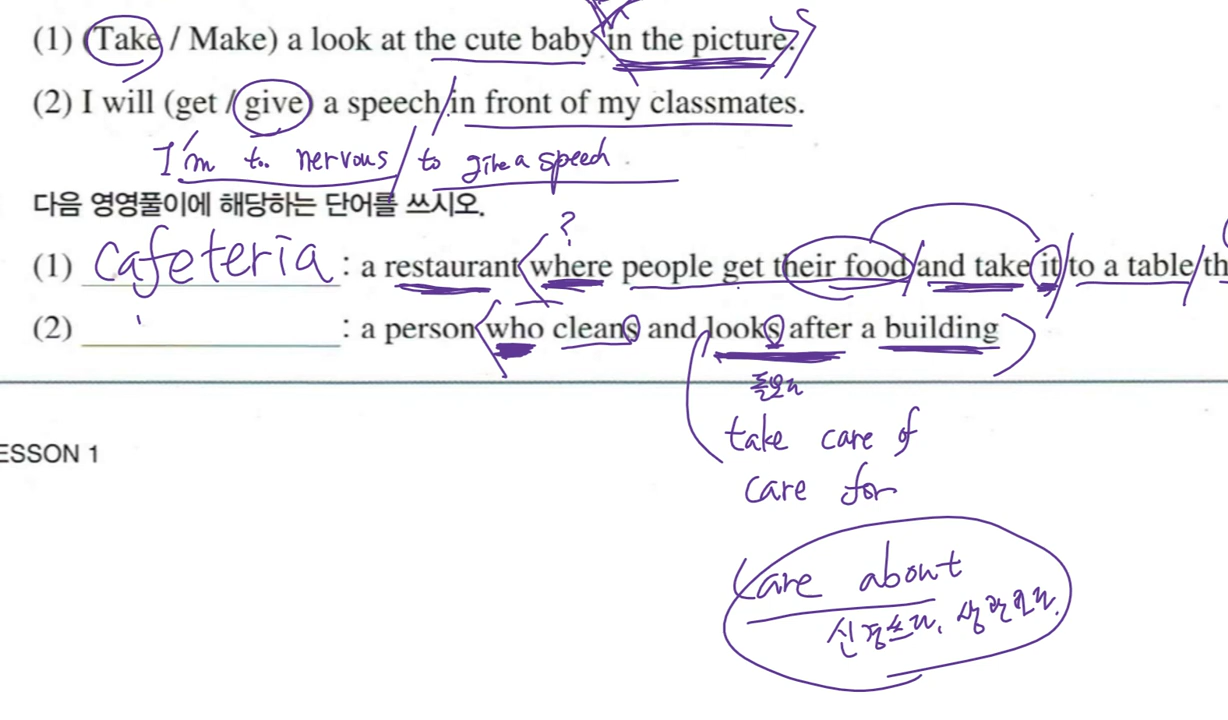 (1) (Take / Make) a look at the cute baby in the picture.
(2) I will (get / give) a speech in front of my classmates.
I'm to nervous / to give a speech.
다음 영영풀이에 해당하는 단어를 쓰시오.
?
(1) cafeteria : a restaurant where people get their food and take it to a table th
(2) : a person who cleans and looks after a building
돌보다
take care of
ESSON 1
care for
care about
신경쓰다, 상관있다.